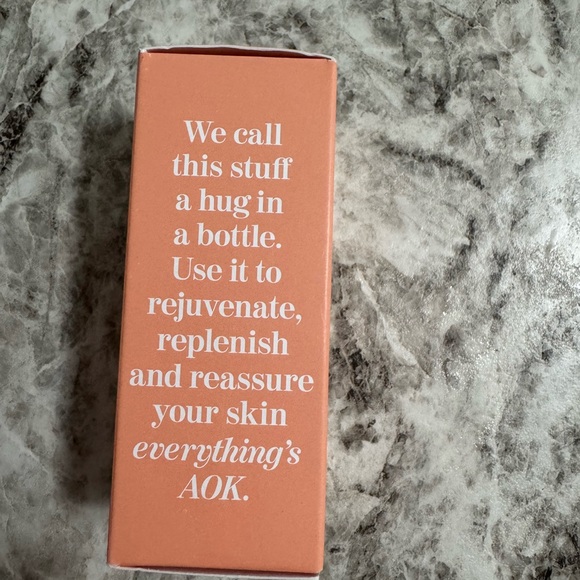 We call
this stuff
a hug in
a bottle.
Use it to
rejuvenate,
replenish
and reassure
your skin
everything's
AOK.